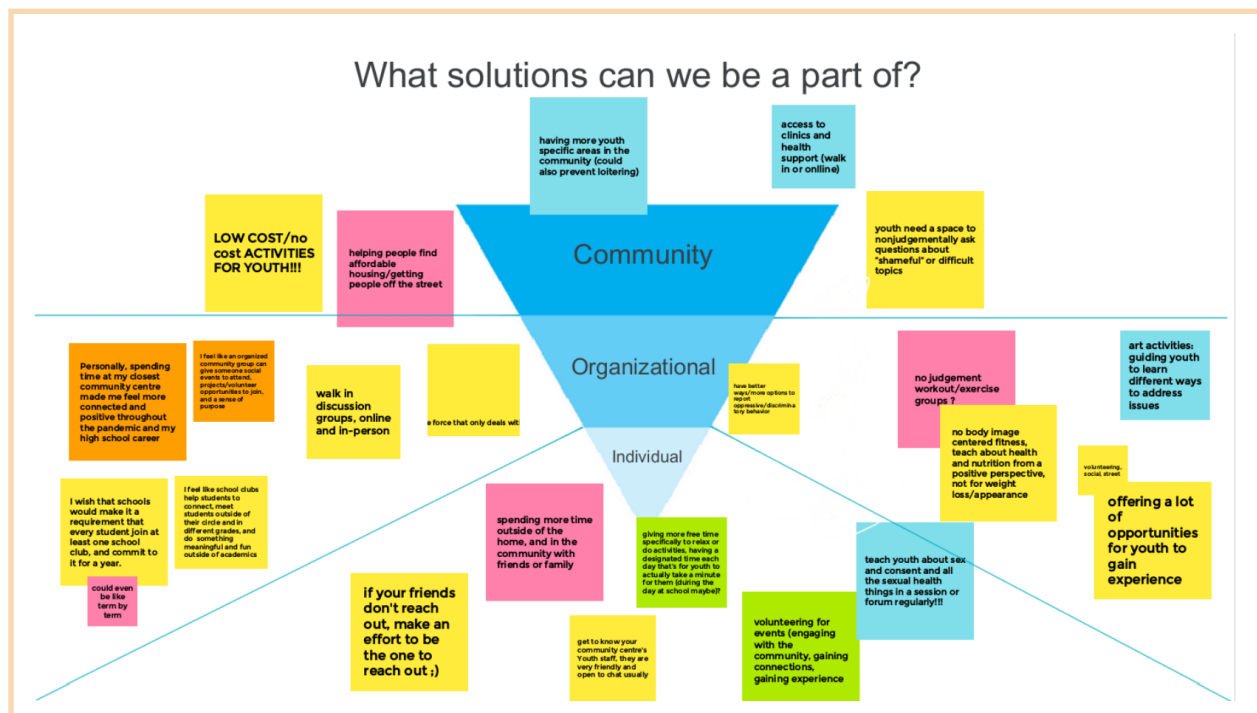 What solutions can we be a part of?
having more youth
specific areas in the
community (could
also prevent loitering)
access to
clinics and
health
support (walk
in or onlline)
LOW COST/no
cost ACTIVITIES
FOR YOUTH!!!
helping people find
affordable
housing/getting
people off the street
Community
youth need a space to
nonjudgementally ask
questions about
"shameful" or difficult
topics
Personally, spending
time at my closest
community centre
made me feel more
connected and
positive throughout
the pandemic and my
high school career
I feel like an organized
community group can
give someone social
events to attend,
projects/volunteer
opportunities to join,
and a sense of
purpose
walk in
discussion
groups, online
and in-person
e force that only deals wit
Organizational
have better
ways/more options to
report
oppressive/discrimina
tory behavior
no judgement
workout/exercise
groups ?
art activities:
guiding youth
to learn
different ways
to address
issues
no body image
centered fitness,
teach about health
and nutrition from a
positive perspective,
not for weight
loss/appearance
volunteering,
social, street
offering a lot
of
opportunities
for youth to
gain
experience
I wish that schools
would make it a
requirement that
every student join at
least one school
club, and commit to
it for a year.
could even
be like
term by
term
I feel like school clubs
help students to
connect, meet
students outside of
their circle and in
different grades, and
do something
meaningful and fun
outside of academics
Individual
spending more time
outside of the
home, and in the
community with
friends or family
giving more free time
specifically to relax or
do activities, having a
designated time each
day that's for youth to
actually take a minute
for them (during the
day at school maybe)?
teach youth about sex
and consent and all
the sexual health
things in a session or
forum regularly!!!
if your friends
don't reach
out, make an
effort to be
the one to
reach out ;)
get to know your
community centre's
Youth staff, they are
very friendly and
open to chat usually
volunteering for
events (engaging
with the
community, gaining
connections,
gaining experience